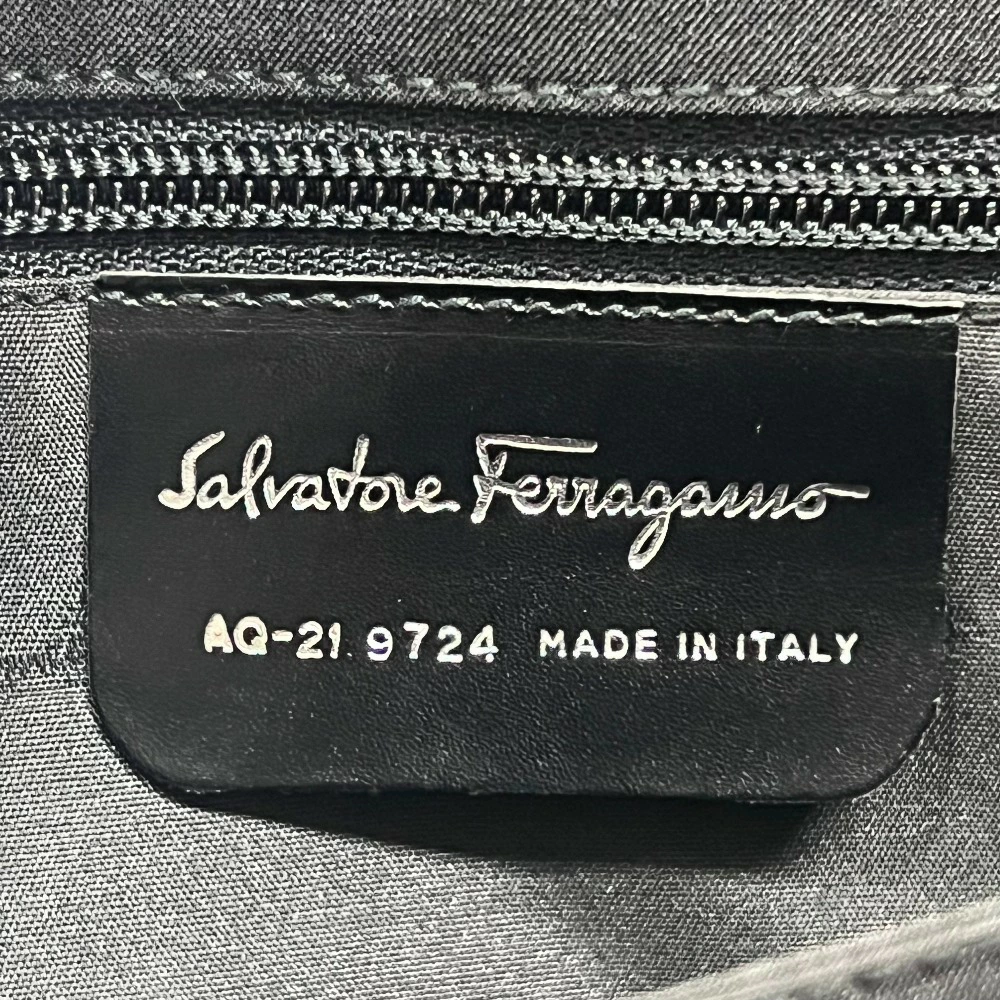 Salvatore Ferragamo
AQ-21 9724 MADE IN ITALY